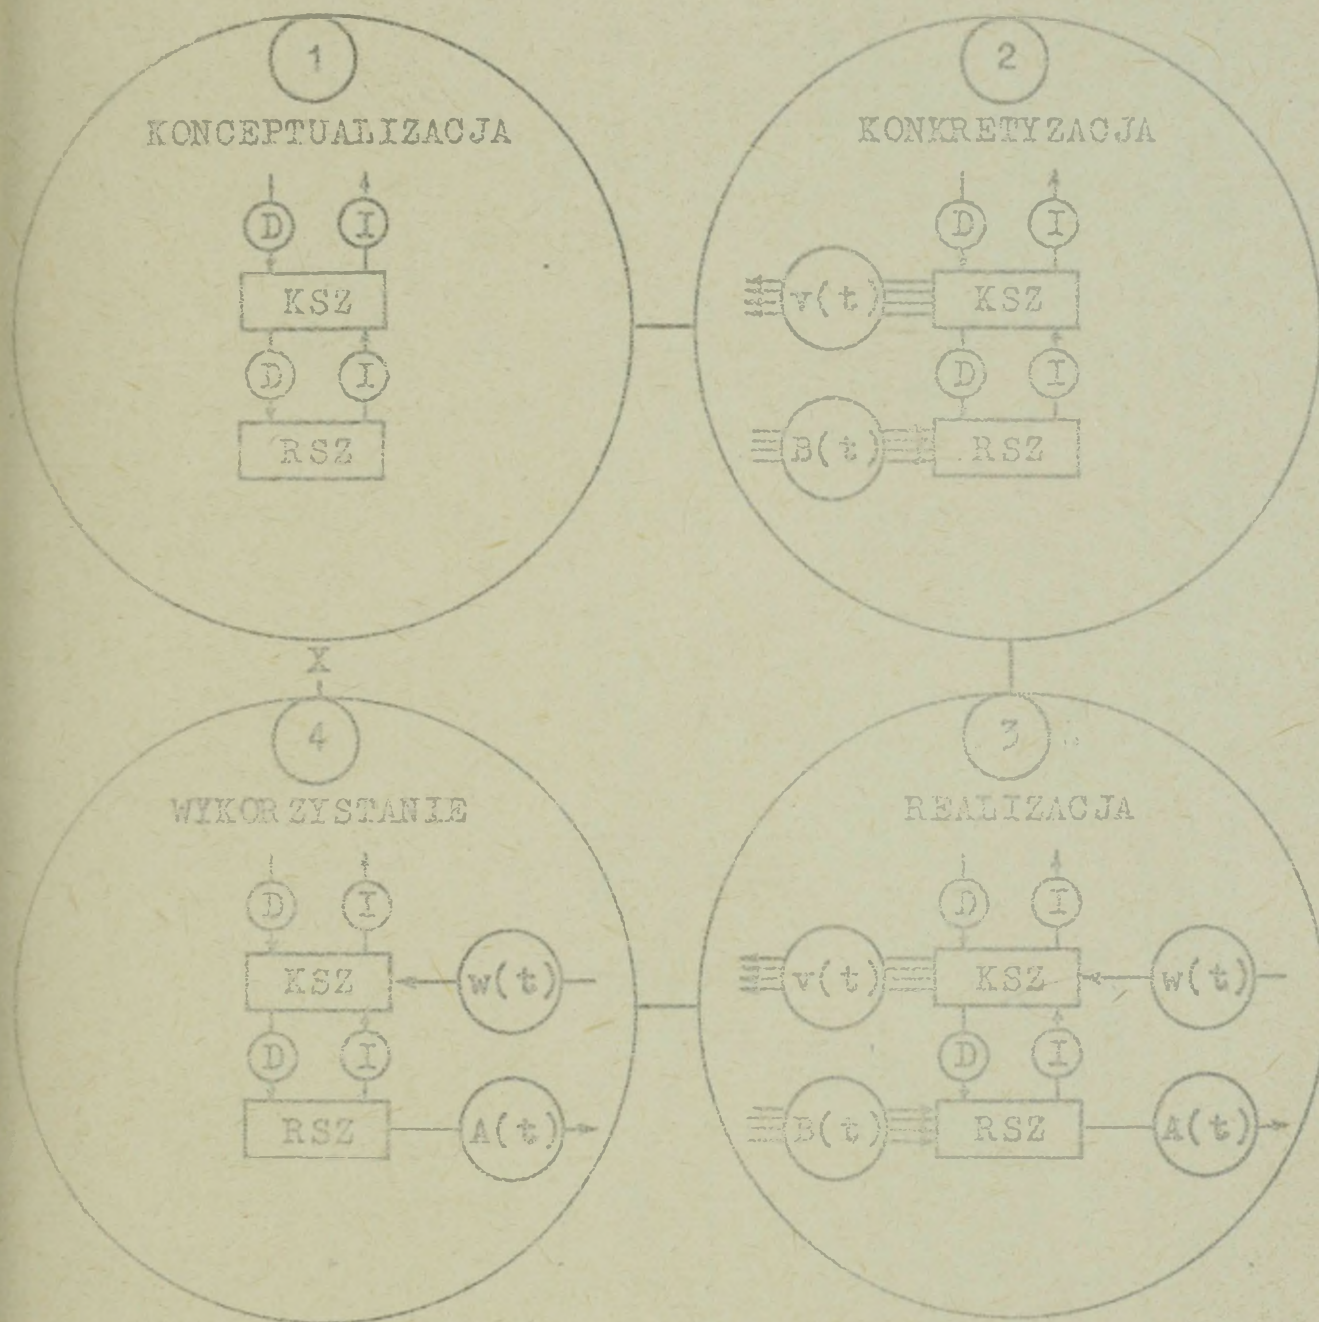 1
KONCEPTUALIZACJA
D I
KSZ
D I
RSZ
2
KONKRETYZACJA
D I
v(t) KSZ
D I
B(t) RSZ
X
4
WYKORZYSTANIE
D I
KSZ w(t)
D I
RSZ A(t)
3
REALIZACJA
D I
v(t) KSZ w(t)
D I
B(t) RSZ A(t)